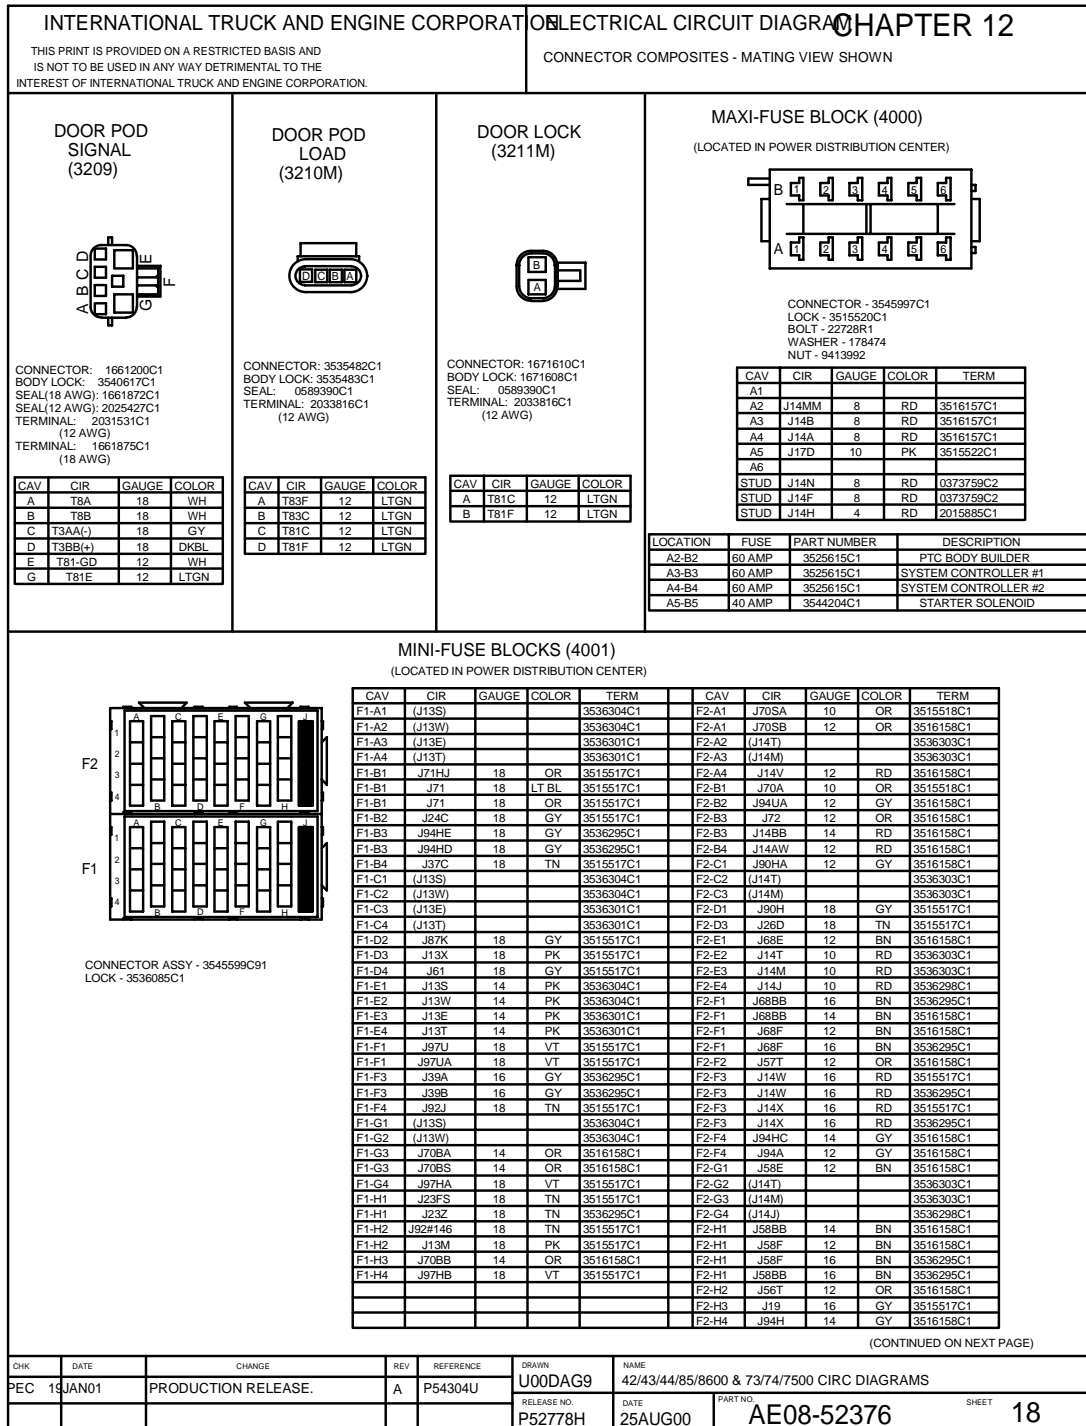 INTERNATIONAL TRUCK AND ENGINE CORPORATION
ELECTRICAL CIRCUIT DIAGRAM
CHAPTER 12
THIS PRINT IS PROVIDED ON A RESTRICTED BASIS AND
IS NOT TO BE USED IN ANY WAY DETRIMENTAL TO THE
INTEREST OF INTERNATIONAL TRUCK AND ENGINE CORPORATION.
CONNECTOR COMPOSITES - MATING VIEW SHOWN
DOOR POD
SIGNAL
(3209)
A B C D
E
F
G
CONNECTOR: 1661200C1
BODY LOCK: 3540617C1
SEAL(18 AWG): 1661872C1
SEAL(12 AWG): 2025427C1
TERMINAL: 2031531C1
(12 AWG)
TERMINAL: 1661875C1
(18 AWG)
CAV CIR GAUGE COLOR
A T8A 18 WH
B T8B 18 WH
C T3AA(-) 18 GY
D T3BB(+) 18 DKBL
E T81-GD 12 WH
G T81E 12 LTGN
DOOR POD
LOAD
(3210M)
D C B A
CONNECTOR: 3535482C1
BODY LOCK: 3535483C1
SEAL: 0589390C1
TERMINAL: 2033816C1
(12 AWG)
CAV CIR GAUGE COLOR
A T83F 12 LTGN
B T83C 12 LTGN
C T81C 12 LTGN
D T81F 12 LTGN
DOOR LOCK
(3211M)
B
A
CONNECTOR: 1671610C1
BODY LOCK: 1671608C1
SEAL: 0589390C1
TERMINAL: 2033816C1
(12 AWG)
CAV CIR GAUGE COLOR
A T81C 12 LTGN
B T81F 12 LTGN
MAXI-FUSE BLOCK (4000)
(LOCATED IN POWER DISTRIBUTION CENTER)
B 1 2 3 4 5 6
A 1 2 3 4 5 6
CONNECTOR - 3545997C1
LOCK - 3515520C1
BOLT - 22728R1
WASHER - 178474
NUT - 9413992
CAV CIR GAUGE COLOR TERM
A1
A2 J14MM 8 RD 3516157C1
A3 J14B 8 RD 3516157C1
A4 J14A 8 RD 3516157C1
A5 J17D 10 PK 3515522C1
A6
STUD J14N 8 RD 0373759C2
STUD J14F 8 RD 0373759C2
STUD J14H 4 RD 2015885C1
LOCATION FUSE PART NUMBER DESCRIPTION
A2-B2 60 AMP 3525615C1 PTC BODY BUILDER
A3-B3 60 AMP 3525615C1 SYSTEM CONTROLLER #1
A4-B4 60 AMP 3525615C1 SYSTEM CONTROLLER #2
A5-B5 40 AMP 3544204C1 STARTER SOLENOID
MINI-FUSE BLOCKS (4001)
(LOCATED IN POWER DISTRIBUTION CENTER)
F2
A C E G J
1
2
3
4
B D F H
F1
A C E G J
1
2
3
4
B D F H
CONNECTOR ASSY - 3545599C91
LOCK - 3536085C1
CAV CIR GAUGE COLOR TERM CAV CIR GAUGE COLOR TERM
F1-A1 (J13S) 3536304C1 F2-A1 J70SA 10 OR 3515518C1
F1-A2 (J13W) 3536304C1 F2-A1 J70SB 12 OR 3516158C1
F1-A3 (J13E) 3536301C1 F2-A2 (J14T) 3536303C1
F1-A4 (J13T) 3536301C1 F2-A3 (J14M) 3536303C1
F1-B1 J71HJ 18 OR 3515517C1 F2-A4 J14V 12 RD 3516158C1
F1-B1 J71 18 LT BL 3515517C1 F2-B1 J70A 10 OR 3515518C1
F1-B1 J71 18 OR 3515517C1 F2-B2 J94UA 12 GY 3516158C1
F1-B2 J24C 18 GY 3515517C1 F2-B3 J72 12 OR 3516158C1
F1-B3 J94HE 18 GY 3536295C1 F2-B3 J14BB 14 RD 3516158C1
F1-B3 J94HD 18 GY 3536295C1 F2-B4 J14AW 12 RD 3516158C1
F1-B4 J37C 18 TN 3515517C1 F2-C1 J90HA 12 GY 3516158C1
F1-C1 (J13S) 3536304C1 F2-C2 (J14T) 3536303C1
F1-C2 (J13W) 3536304C1 F2-C3 (J14M) 3536303C1
F1-C3 (J13E) 3536301C1 F2-D1 J90H 18 GY 3515517C1
F1-C4 (J13T) 3536301C1 F2-D3 J26D 18 TN 3515517C1
F1-D2 J87K 18 GY 3515517C1 F2-E1 J68E 12 BN 3516158C1
F1-D3 J13X 18 PK 3515517C1 F2-E2 J14T 10 RD 3536303C1
F1-D4 J61 18 GY 3515517C1 F2-E3 J14M 10 RD 3536303C1
F1-E1 J13S 14 PK 3536304C1 F2-E4 J14J 10 RD 3536298C1
F1-E2 J13W 14 PK 3536304C1 F2-F1 J68BB 16 BN 3536295C1
F1-E3 J13E 14 PK 3536301C1 F2-F1 J68BB 14 BN 3516158C1
F1-E4 J13T 14 PK 3536301C1 F2-F1 J68F 12 BN 3516158C1
F1-F1 J97U 18 VT 3515517C1 F2-F1 J68F 16 BN 3536295C1
F1-F1 J97UA 18 VT 3515517C1 F2-F2 J57T 12 OR 3516158C1
F1-F3 J39A 16 GY 3536295C1 F2-F3 J14W 16 RD 3515517C1
F1-F3 J39B 16 GY 3536295C1 F2-F3 J14W 16 RD 3536295C1
F1-F4 J92J 18 TN 3515517C1 F2-F3 J14X 16 RD 3515517C1
F1-G1 (J13S) 3536304C1 F2-F3 J14X 16 RD 3536295C1
F1-G2 (J13W) 3536304C1 F2-F4 J94HC 14 GY 3516158C1
F1-G3 J70BA 14 OR 3516158C1 F2-F4 J94A 12 GY 3516158C1
F1-G3 J70BS 14 OR 3516158C1 F2-G1 J58E 12 BN 3516158C1
F1-G4 J97HA 18 VT 3515517C1 F2-G2 (J14T) 3536303C1
F1-H1 J23FS 18 TN 3515517C1 F2-G3 (J14M) 3536303C1
F1-H1 J23Z 18 TN 3536295C1 F2-G4 (J14J) 3536298C1
F1-H2 J92#146 18 TN 3515517C1 F2-H1 J58BB 14 BN 3516158C1
F1-H2 J13M 18 PK 3515517C1 F2-H1 J58F 12 BN 3516158C1
F1-H3 J70BB 14 OR 3516158C1 F2-H1 J58F 16 BN 3536295C1
F1-H4 J97HB 18 VT 3515517C1 F2-H1 J58BB 16 BN 3536295C1
F2-H2 J56T 12 OR 3516158C1
F2-H3 J19 16 GY 3515517C1
F2-H4 J94H 14 GY 3516158C1
(CONTINUED ON NEXT PAGE)
CHK DATE CHANGE REV REFERENCE DRAWN NAME
PEC 19JAN01 PRODUCTION RELEASE. A P54304U U00DAG9 42/43/44/85/8600 & 73/74/7500 CIRC DIAGRAMS
RELEASE NO. DATE PART NO. SHEET
P52778H 25AUG00 AE08-52376 18